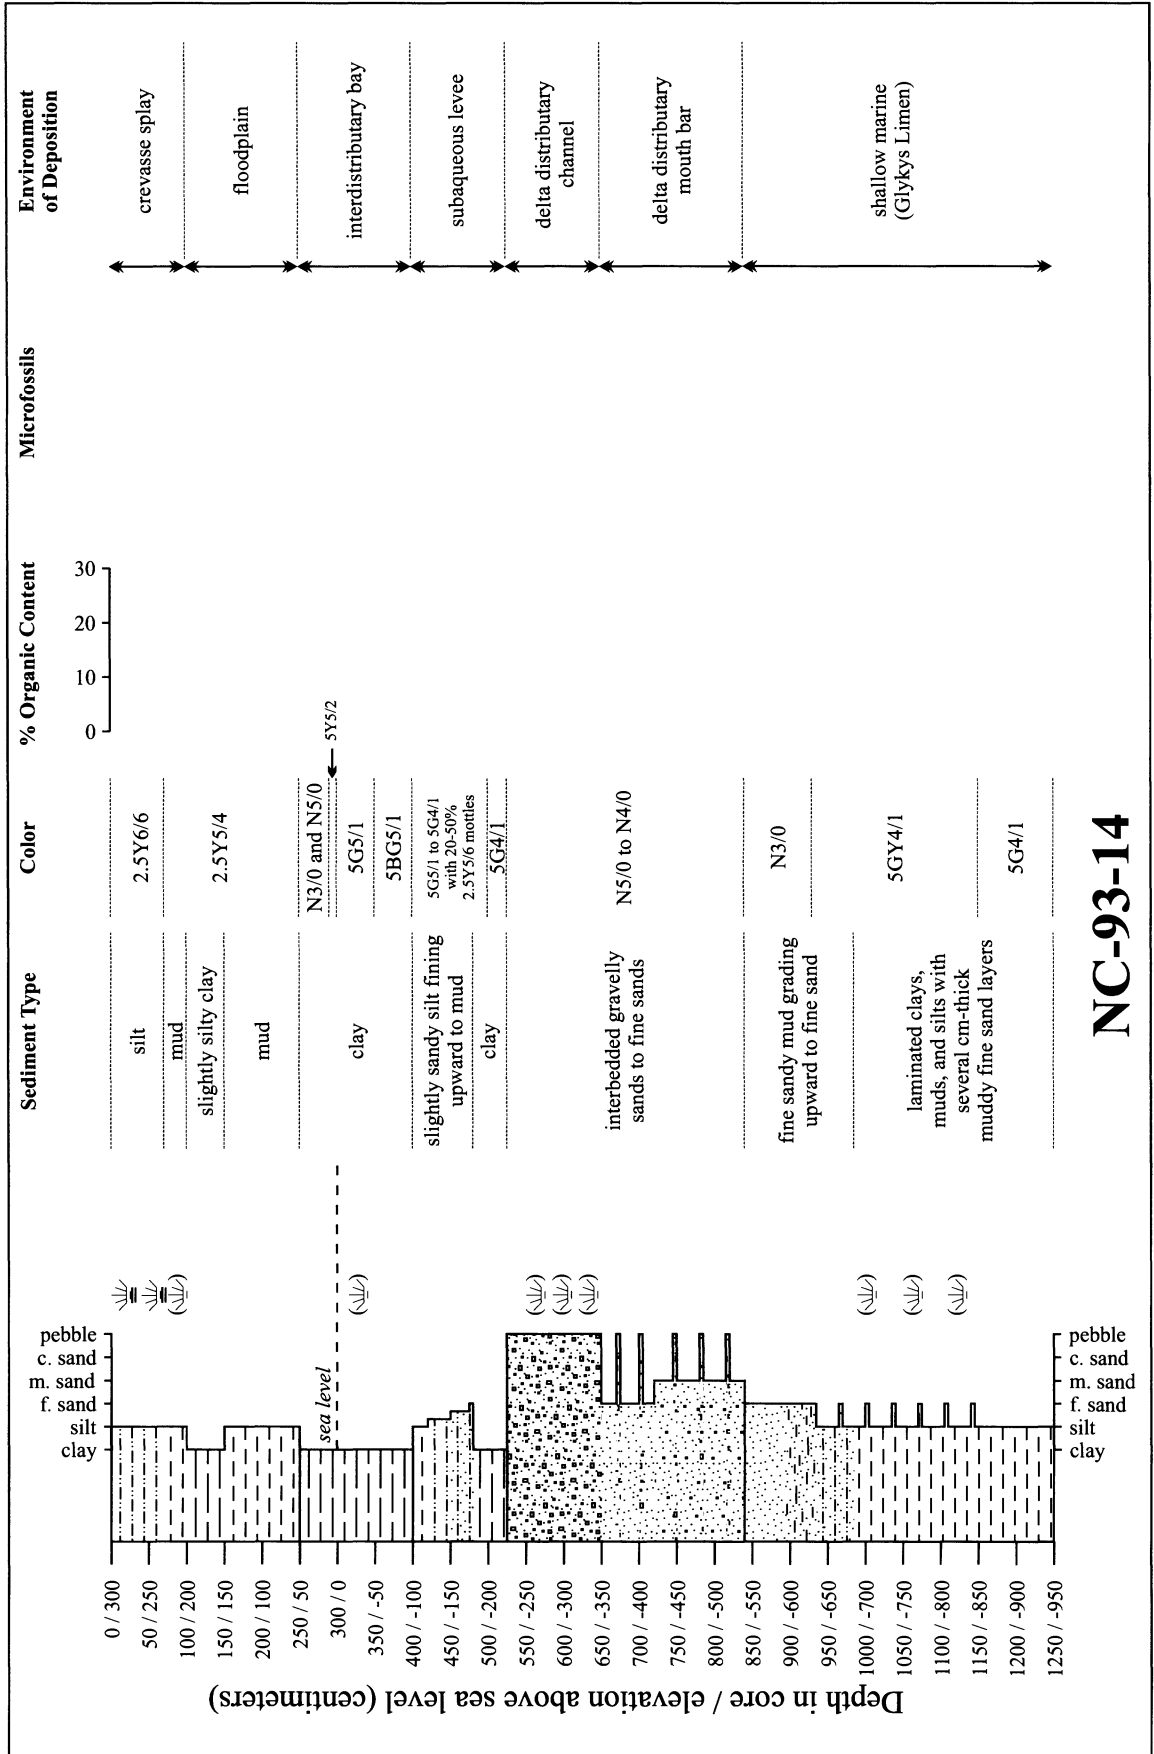 Depth in core / elevation above sea level (centimeters)
0 / 300
50 / 250
100 / 200
150 / 150
200 / 100
250 / 50
300 / 0
350 / -50
400 / -100
450 / -150
500 / -200
550 / -250
600 / -300
650 / -350
700 / -400
750 / -450
800 / -500
850 / -550
900 / -600
950 / -650
1000 / -700
1050 / -750
1100 / -800
1150 / -850
1200 / -900
1250 / -950
pebble
c. sand
m. sand
f. sand
silt
clay
sea level
pebble
c. sand
m. sand
f. sand
silt
clay
Sediment Type
silt
mud
slightly silty clay
mud
clay
slightly sandy silt fining
upward to mud
clay
interbedded gravelly
sands to fine sands
fine sandy mud grading
upward to fine sand
laminated clays,
muds, and silts with
several cm-thick
muddy fine sand layers
Color
2.5Y6/6
2.5Y5/4
N3/0 and N5/0
5Y5/2
5G5/1
5BG5/1
5G5/1 to 5G4/1
with 20-50%
2.5Y5/6 mottles
5G4/1
N5/0 to N4/0
N3/0
5GY4/1
5G4/1
% Organic Content
0
10
20
30
Microfossils
Environment
of Deposition
crevasse splay
floodplain
interdistributary bay
subaqueous levee
delta distributary
channel
delta distributary
mouth bar
shallow marine
(Glykys Limen)
NC-93-14